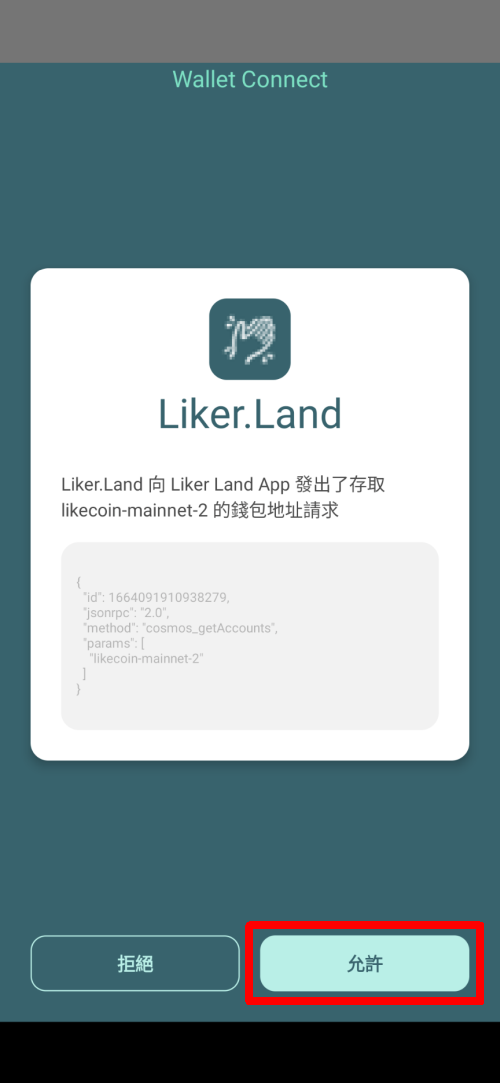 Wallet Connect
Liker.Land
Liker.Land 向 Liker Land App 發出了存取
likecoin-mainnet-2 的錢包地址請求
{
"id": 1664091910938279,
"jsonrpc": "2.0",
"method": "cosmos_getAccounts",
"params": [
"likecoin-mainnet-2"
]
}
拒絕
允許